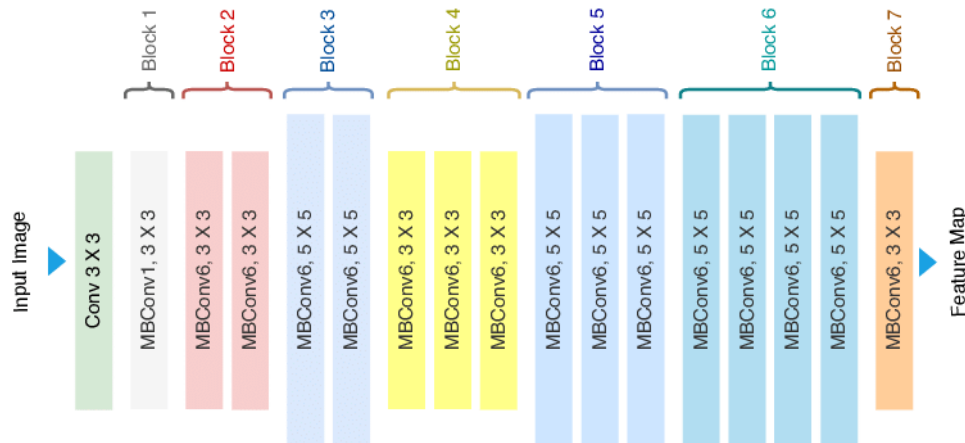 Block 1
Block 2
Block 3
Block 4
Block 5
Block 6
Block 7
Input Image
Conv 3 X 3
MBConv1, 3 X 3
MBConv6, 3 X 3
MBConv6, 3 X 3
MBConv6, 5 X 5
MBConv6, 5 X 5
MBConv6, 3 X 3
MBConv6, 3 X 3
MBConv6, 3 X 3
MBConv6, 5 X 5
MBConv6, 5 X 5
MBConv6, 5 X 5
MBConv6, 5 X 5
MBConv6, 5 X 5
MBConv6, 5 X 5
MBConv6, 5 X 5
MBConv6, 3 X 3
Feature Map